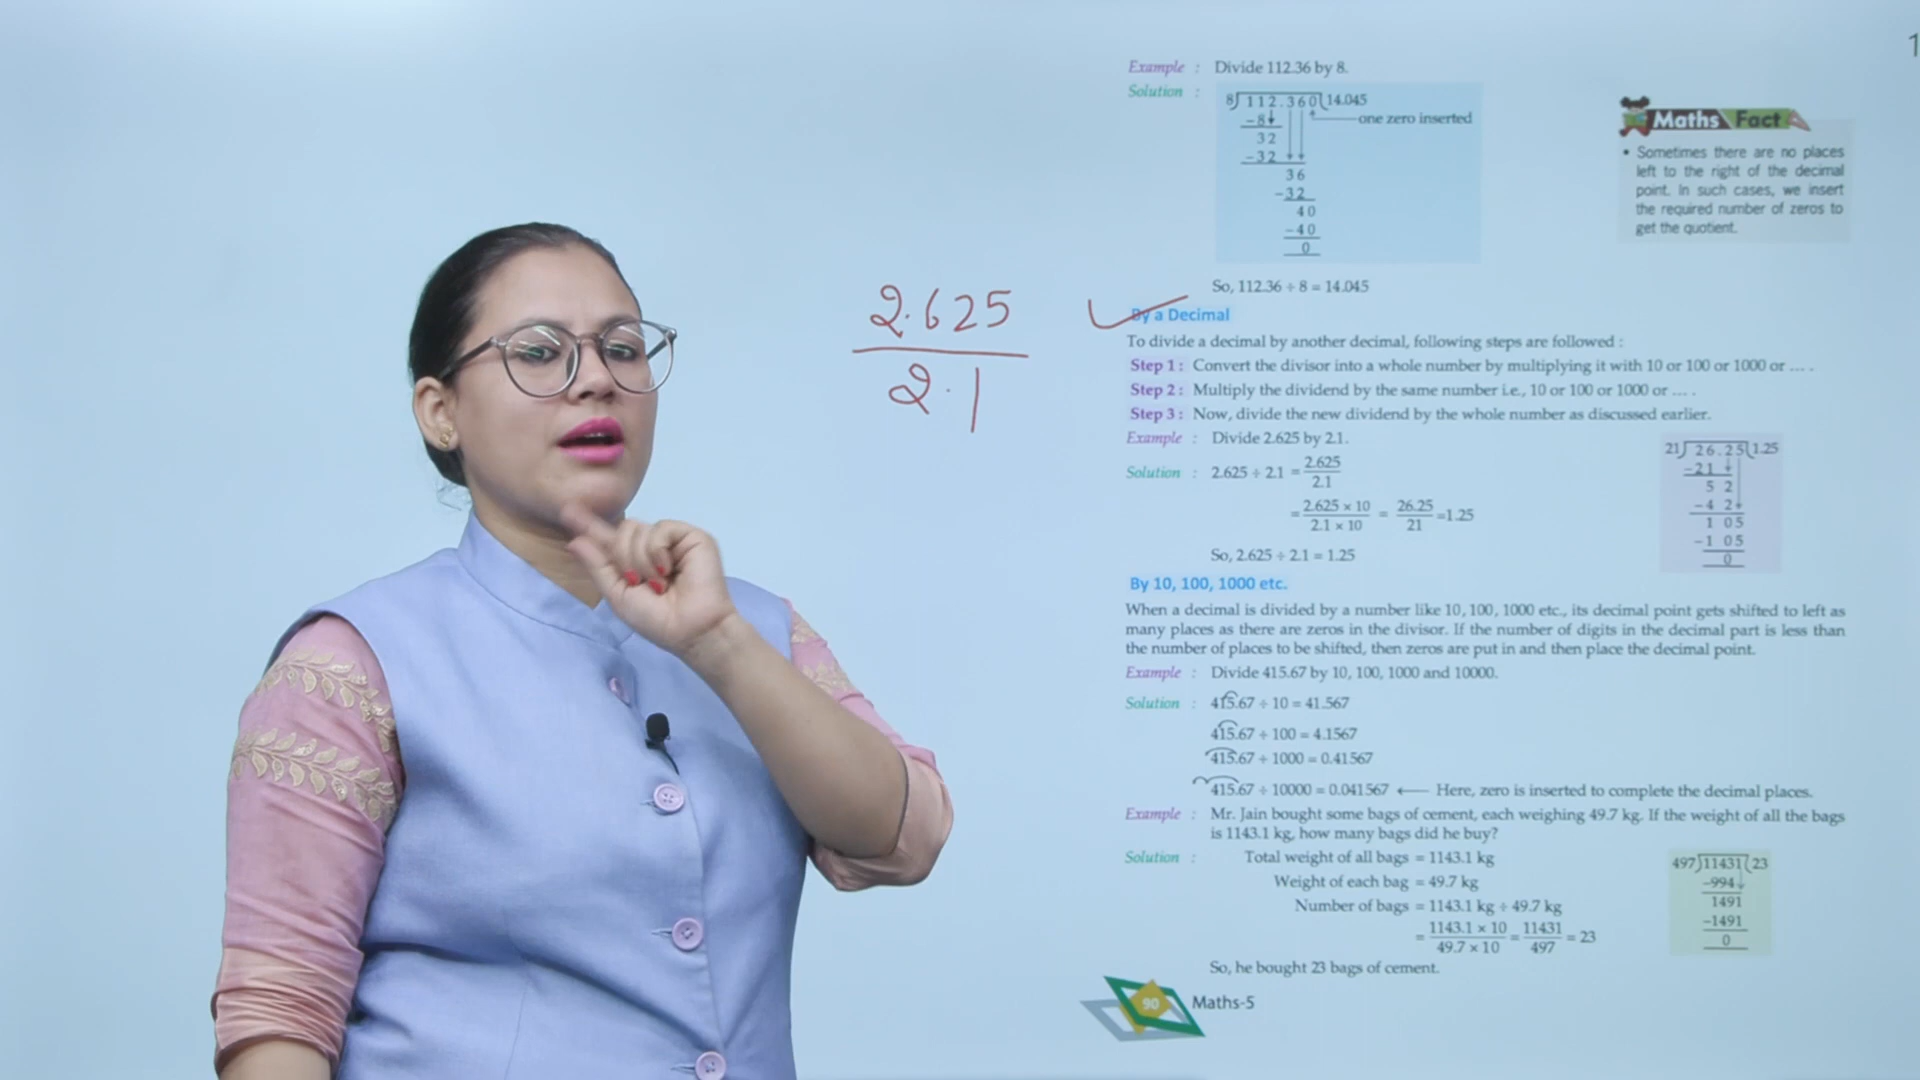 1
Example : Divide 112.36 by 8.
Solution :
8) 112.360 (14.045
-8
one zero inserted
32
-32
36
-32
40
-40
0
So, 112.36 ÷ 8 = 14.045
Maths Fact
• Sometimes there are no places
left to the right of the decimal
point. In such cases, we insert
the required number of zeros to
get the quotient.
2.625
2.1
By a Decimal
To divide a decimal by another decimal, following steps are followed :
Step 1 : Convert the divisor into a whole number by multiplying it with 10 or 100 or 1000 or ... .
Step 2 : Multiply the dividend by the same number i.e., 10 or 100 or 1000 or ... .
Step 3 : Now, divide the new dividend by the whole number as discussed earlier.
Example : Divide 2.625 by 2.1.
Solution : 2.625 ÷ 2.1 = 2.625 / 2.1
= 2.625 × 10 / 2.1 × 10 = 26.25 / 21 =1.25
So, 2.625 ÷ 2.1 = 1.25
21) 26.25 (1.25
-21
5 2
-4 2
1 05
-1 05
0
By 10, 100, 1000 etc.
When a decimal is divided by a number like 10, 100, 1000 etc., its decimal point gets shifted to left as
many places as there are zeros in the divisor. If the number of digits in the decimal part is less than
the number of places to be shifted, then zeros are put in and then place the decimal point.
Example : Divide 415.67 by 10, 100, 1000 and 10000.
Solution : 415.67 ÷ 10 = 41.567
415.67 ÷ 100 = 4.1567
415.67 ÷ 1000 = 0.41567
415.67 ÷ 10000 = 0.041567 ← Here, zero is inserted to complete the decimal places.
Example : Mr. Jain bought some bags of cement, each weighing 49.7 kg. If the weight of all the bags
is 1143.1 kg, how many bags did he buy?
Solution : Total weight of all bags = 1143.1 kg
Weight of each bag = 49.7 kg
Number of bags = 1143.1 kg ÷ 49.7 kg
= 1143.1 × 10 / 49.7 × 10 = 11431 / 497 = 23
So, he bought 23 bags of cement.
497) 11431 (23
-994
1491
-1491
0
90 Maths-5